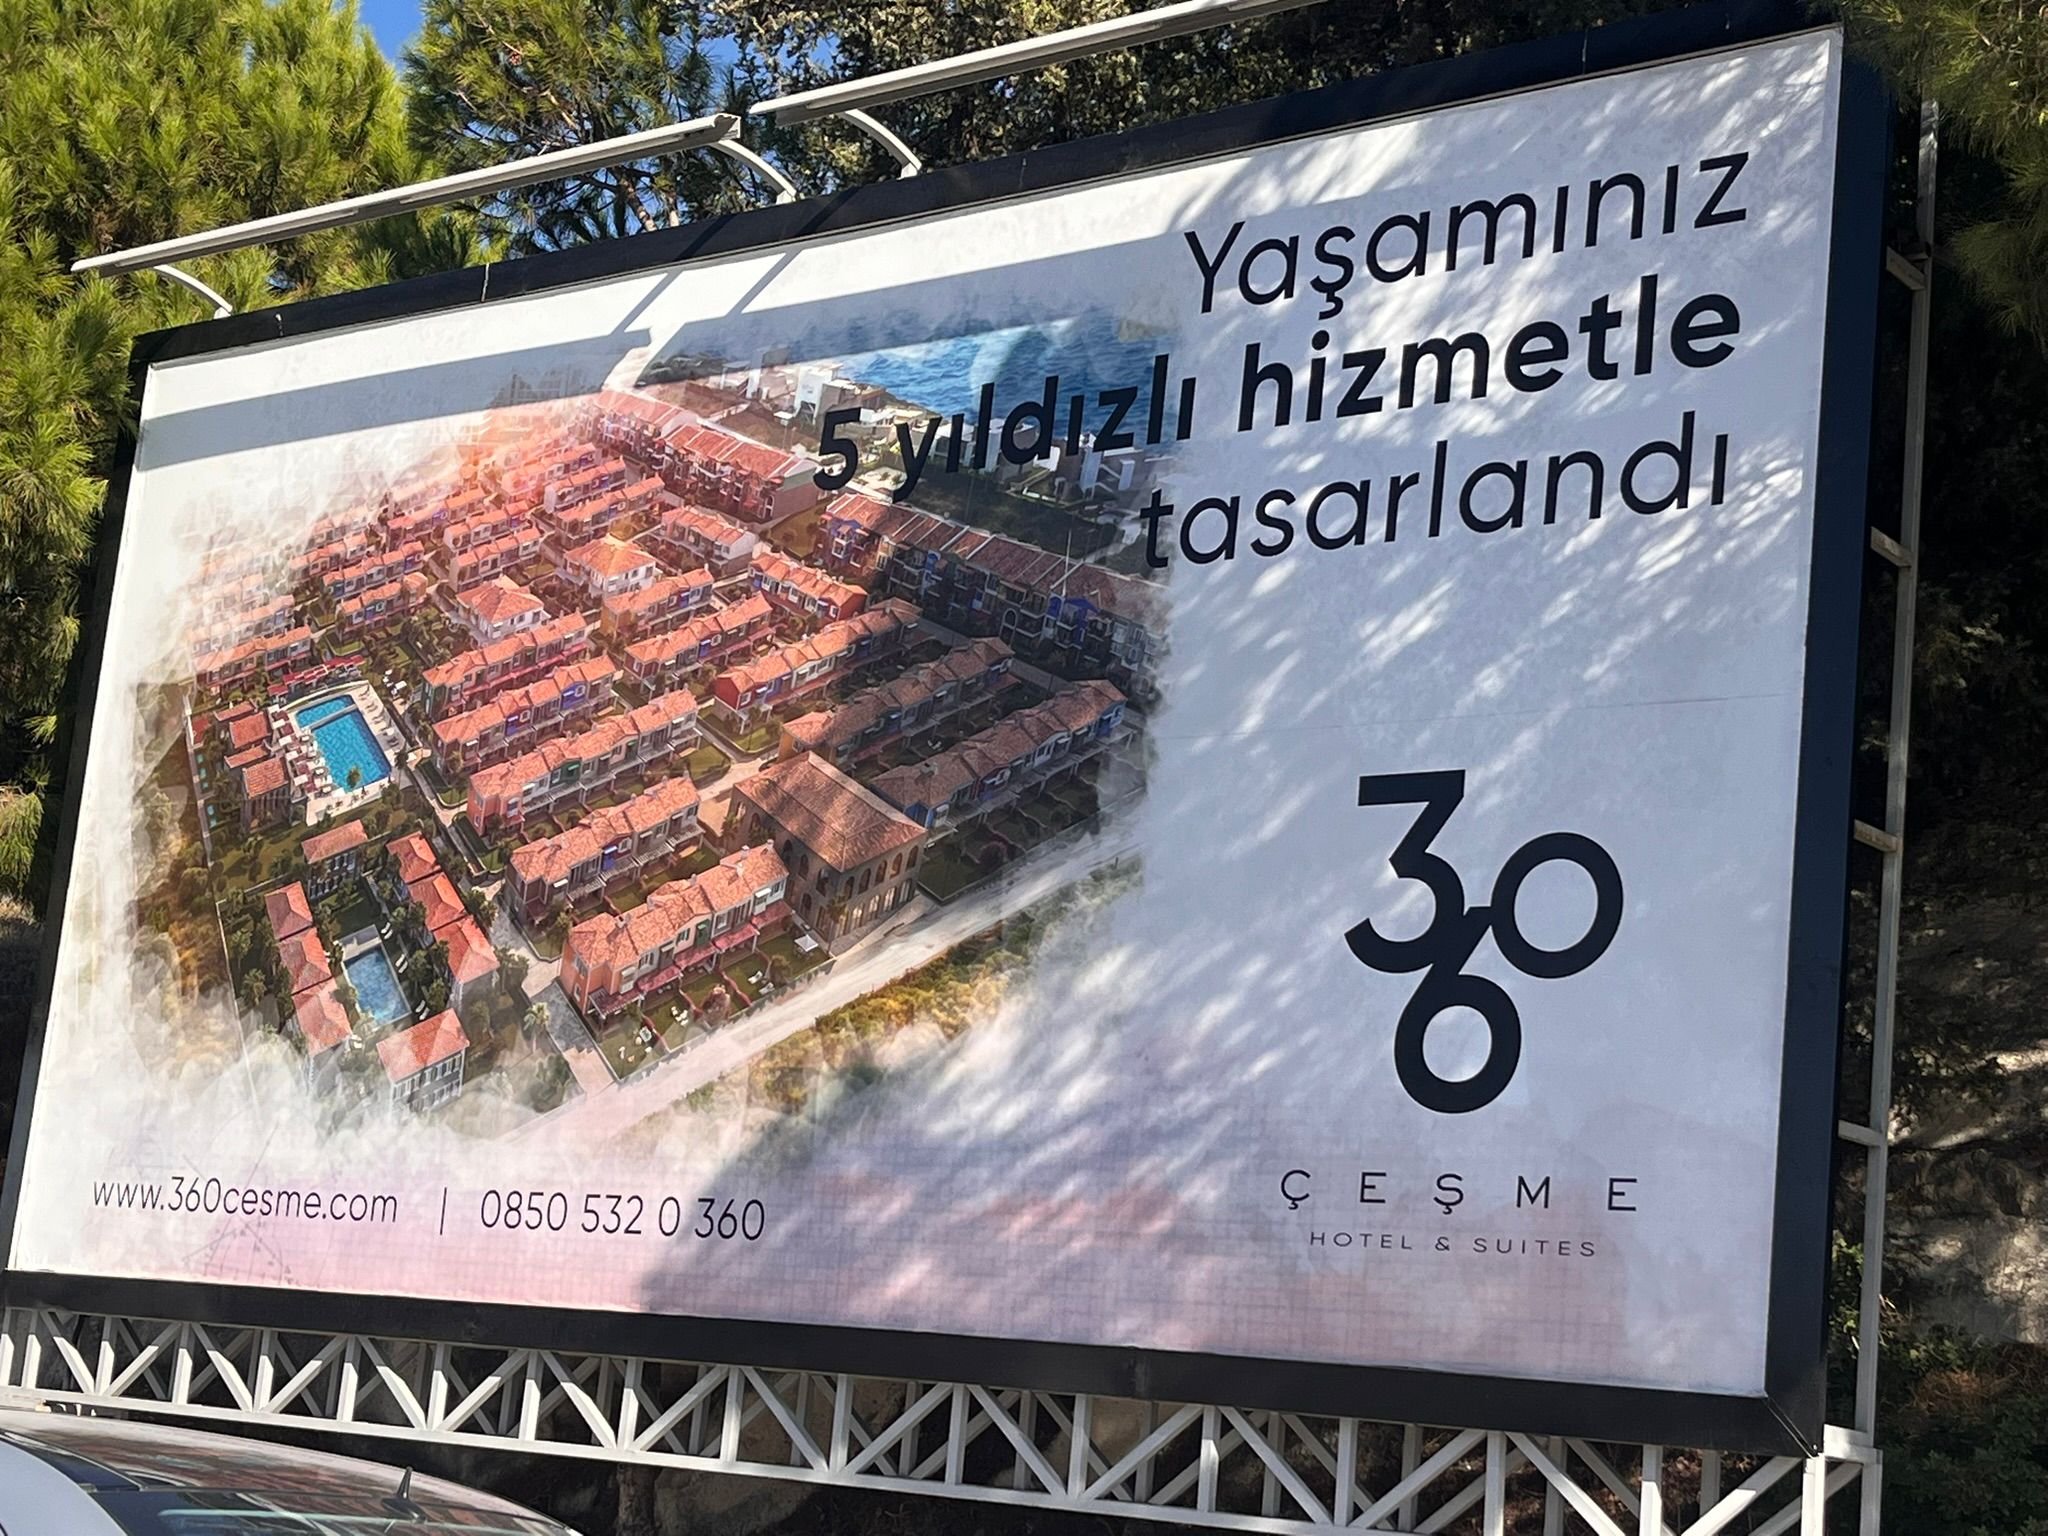 Yaşamınız
5 yıldızlı hizmetle
tasarlandı
360
ÇEŞME
HOTEL & SUITES
www.360cesme.com | 0850 532 0 360